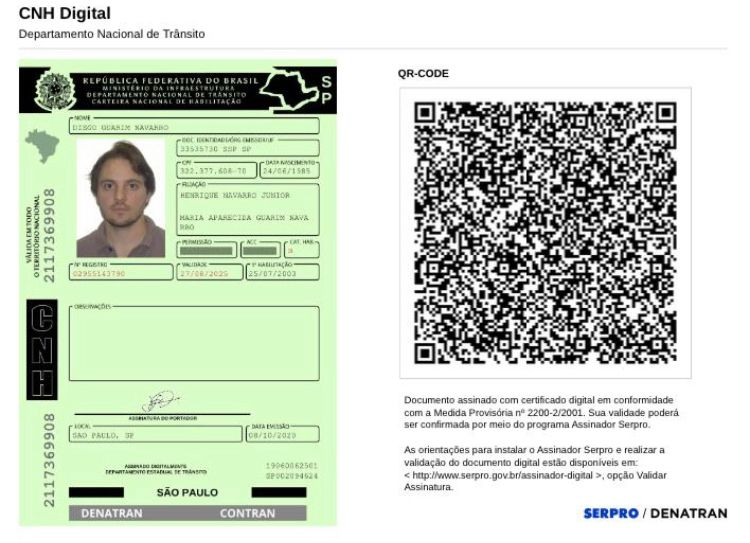 CNH Digital
Departamento Nacional de Trânsito
REPÚBLICA FEDERATIVA DO BRASIL
MINISTÉRIO DA INFRAESTRUTURA
DEPARTAMENTO NACIONAL DE TRÂNSITO
CARTEIRA NACIONAL DE HABILITAÇÃO
SP
NOME
DIEGO GUARIM NAVARRO
DOC. IDENTIDADE/ÓRG. EMISSOR/UF
33535730 SSP SP
CPF
DATA NASCIMENTO
322.377.608-70
24/06/1985
FILIAÇÃO
HENRIQUE NAVARRO JUNIOR
MARIA APARECIDA GUARIM NAVA
RRO
PERMISSÃO
ACC
CAT. HAB.
B
Nº REGISTRO
VALIDADE
1ª HABILITAÇÃO
02955143790
27/08/2025
25/07/2003
VÁLIDA EM TODO
O TERRITÓRIO NACIONAL
2117369908
CNH
OBSERVAÇÕES
ASSINATURA DO PORTADOR
LOCAL
DATA EMISSÃO
SAO PAULO, SP
08/10/2020
2117369908
ASSINADO DIGITALMENTE
DEPARTAMENTO ESTADUAL DE TRÂNSITO
SÃO PAULO
DENATRAN
CONTRAN
QR-CODE
Documento assinado com certificado digital em conformidade
com a Medida Provisória nº 2200-2/2001. Sua validade poderá
ser confirmada por meio do programa Assinador Serpro.
As orientações para instalar o Assinador Serpro e realizar a
validação do documento digital estão disponíveis em:
< http://www.serpro.gov.br/assinador-digital >, opção Validar
Assinatura.
SERPRO / DENATRAN